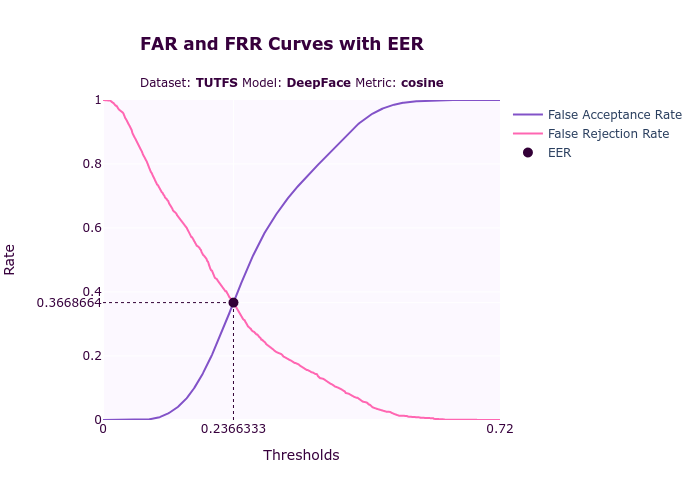 FAR and FRR Curves with EER
Dataset: TUTFS Model: DeepFace Metric: cosine
False Acceptance Rate
False Rejection Rate
EER
Rate
1
0.8
0.6
0.4
0.3668664
0.2
0
0
0.2366333
0.72
Thresholds